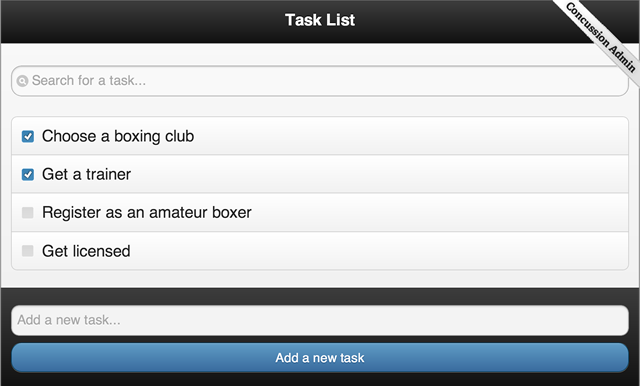 Task List
Concussion Admin
Search for a task...
Choose a boxing club
Get a trainer
Register as an amateur boxer
Get licensed
Add a new task...
Add a new task